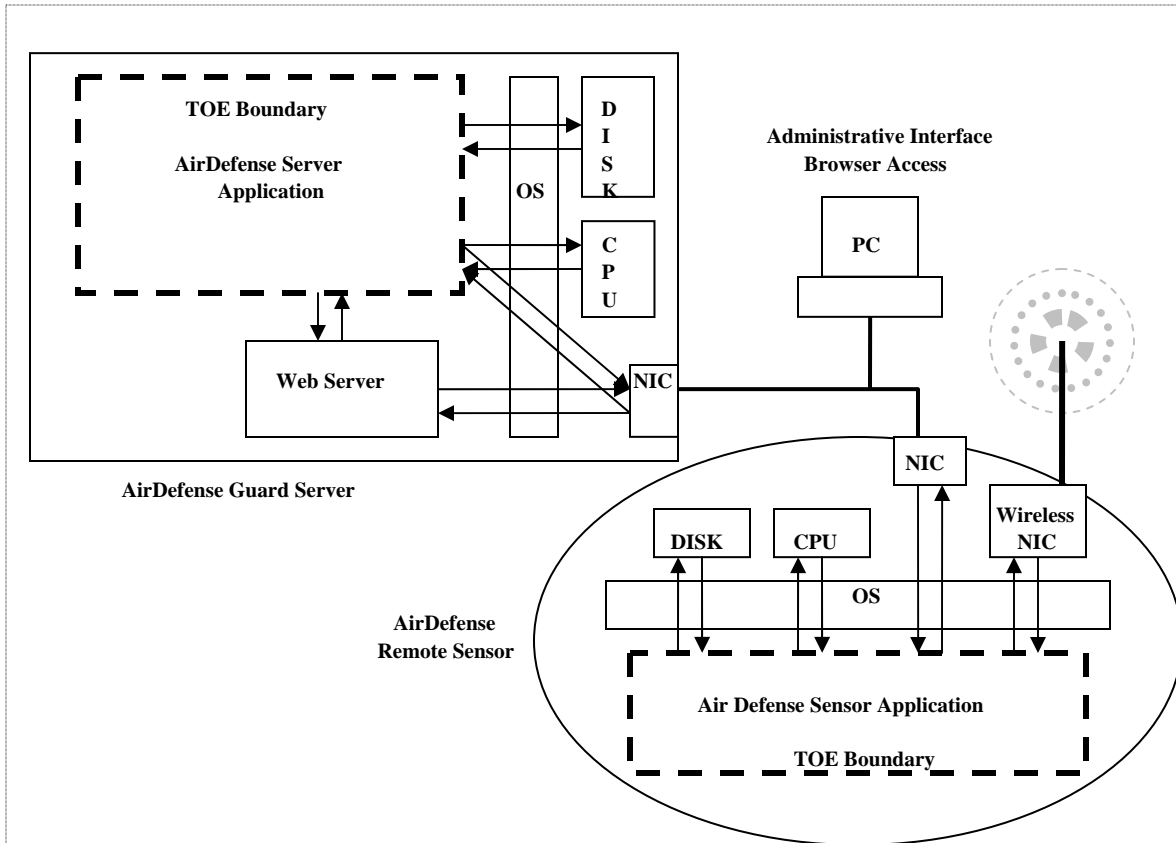 TOE Boundary
AirDefense Server
Application
OS
D
I
S
K
C
P
U
Web Server
NIC
AirDefense Guard Server
Administrative Interface
Browser Access
PC
NIC
Wireless
NIC
DISK
CPU
OS
AirDefense
Remote Sensor
Air Defense Sensor Application
TOE Boundary